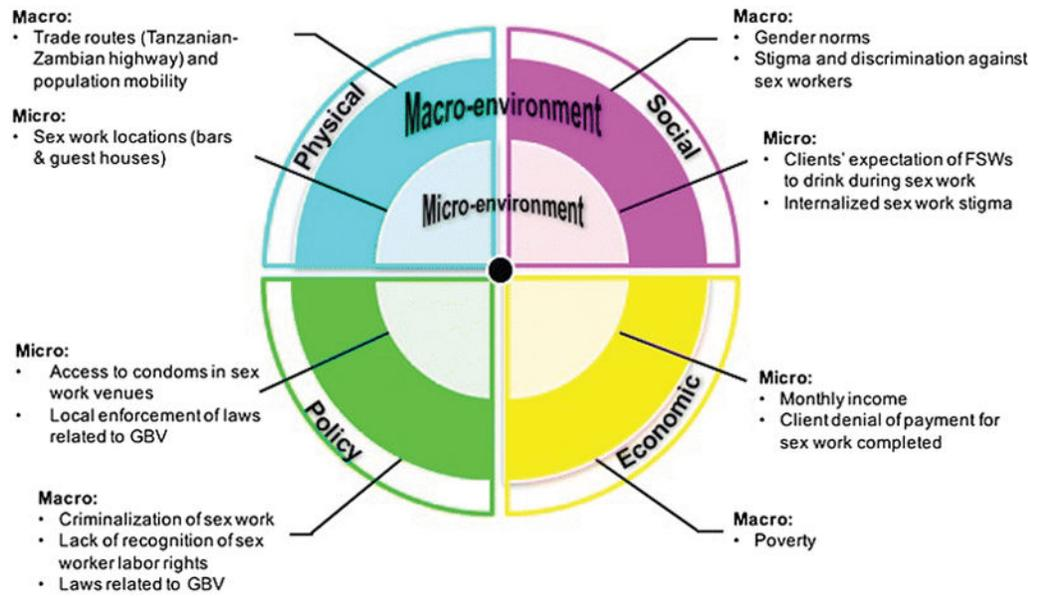 Macro:
• Trade routes (Tanzanian-
Zambian highway) and
population mobility
Micro:
• Sex work locations (bars
& guest houses)
Macro:
• Gender norms
• Stigma and discrimination against
sex workers
Micro:
• Clients' expectation of FSWs
to drink during sex work
• Internalized sex work stigma
Physical
Macro-environment
Social
Micro-environment
Policy
Economic
Micro:
• Access to condoms in sex
work venues
• Local enforcement of laws
related to GBV
Macro:
• Criminalization of sex work
• Lack of recognition of sex
worker labor rights
• Laws related to GBV
Micro:
• Monthly income
• Client denial of payment for
sex work completed
Macro:
• Poverty